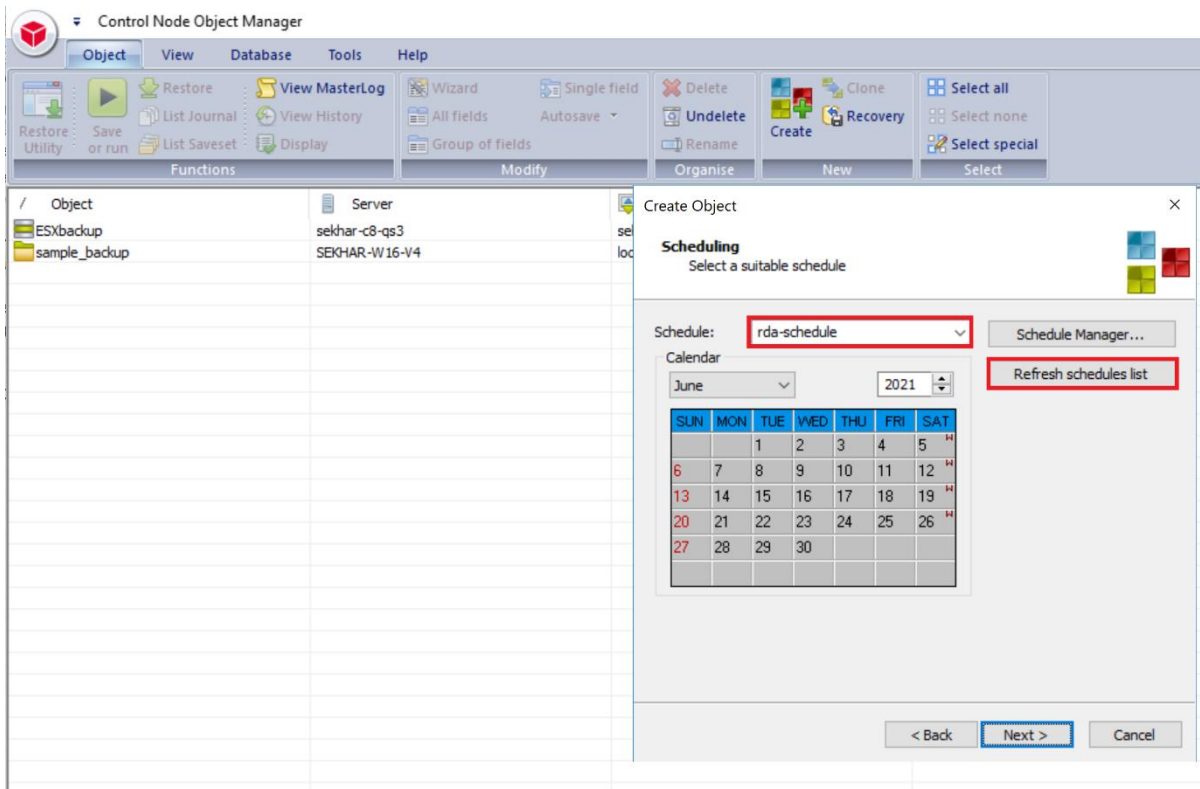 Control Node Object Manager
Object View Database Tools Help
Restore Utility
Save or run
Restore
List Journal
List Saveset
View MasterLog
View History
Display
Functions
Wizard
All fields
Group of fields
Single field
Autosave
Modify
Delete
Undelete
Rename
Organise
Create
Clone
Recovery
New
Select all
Select none
Select special
Select
/ Object Server
ESXbackup sekhar-c8-qs3 sel
sample_backup SEKHAR-W16-V4 loc
Create Object
Scheduling
Select a suitable schedule
Schedule: rda-schedule Schedule Manager...
Refresh schedules list
Calendar
June 2021
SUN MON TUE WED THU FRI SAT
1 2 3 4 5 W
6 7 8 9 10 11 12 W
13 14 15 16 17 18 19 W
20 21 22 23 24 25 26 W
27 28 29 30
< Back Next > Cancel